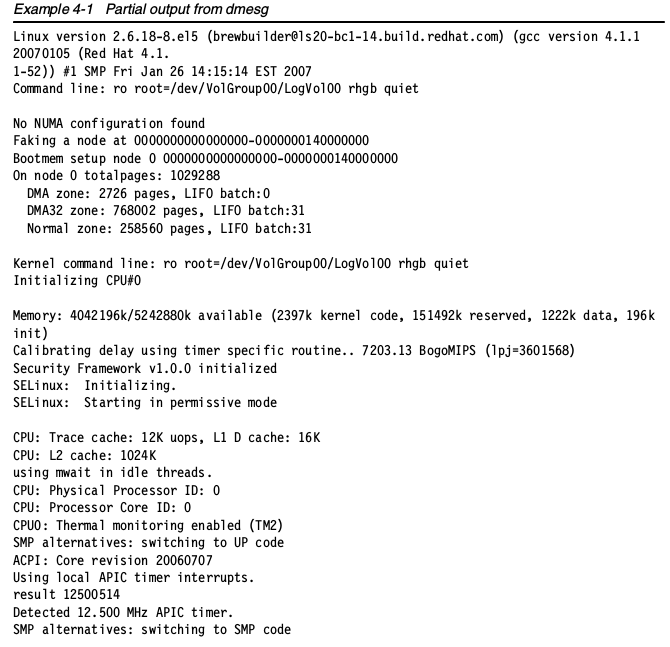 Example 4-1 Partial output from dmesg
Linux version 2.6.18-8.el5 (brewbuilder@ls20-bc1-14.build.redhat.com) (gcc version 4.1.1
20070105 (Red Hat 4.1.
1-52)) #1 SMP Fri Jan 26 14:15:14 EST 2007
Command line: ro root=/dev/VolGroup00/LogVol00 rhgb quiet
No NUMA configuration found
Faking a node at 0000000000000000-0000000140000000
Bootmem setup node 0 0000000000000000-0000000140000000
On node 0 totalpages: 1029288
DMA zone: 2726 pages, LIFO batch:0
DMA32 zone: 768002 pages, LIFO batch:31
Normal zone: 258560 pages, LIFO batch:31
Kernel command line: ro root=/dev/VolGroup00/LogVol00 rhgb quiet
Initializing CPU#0
Memory: 4042196k/5242880k available (2397k kernel code, 151492k reserved, 1222k data, 196k
init)
Calibrating delay using timer specific routine.. 7203.13 BogoMIPS (lpj=3601568)
Security Framework v1.0.0 initialized
SELinux: Initializing.
SELinux: Starting in permissive mode
CPU: Trace cache: 12K uops, L1 D cache: 16K
CPU: L2 cache: 1024K
using mwait in idle threads.
CPU: Physical Processor ID: 0
CPU: Processor Core ID: 0
CPU0: Thermal monitoring enabled (TM2)
SMP alternatives: switching to UP code
ACPI: Core revision 20060707
Using local APIC timer interrupts.
result 12500514
Detected 12.500 MHz APIC timer.
SMP alternatives: switching to SMP code